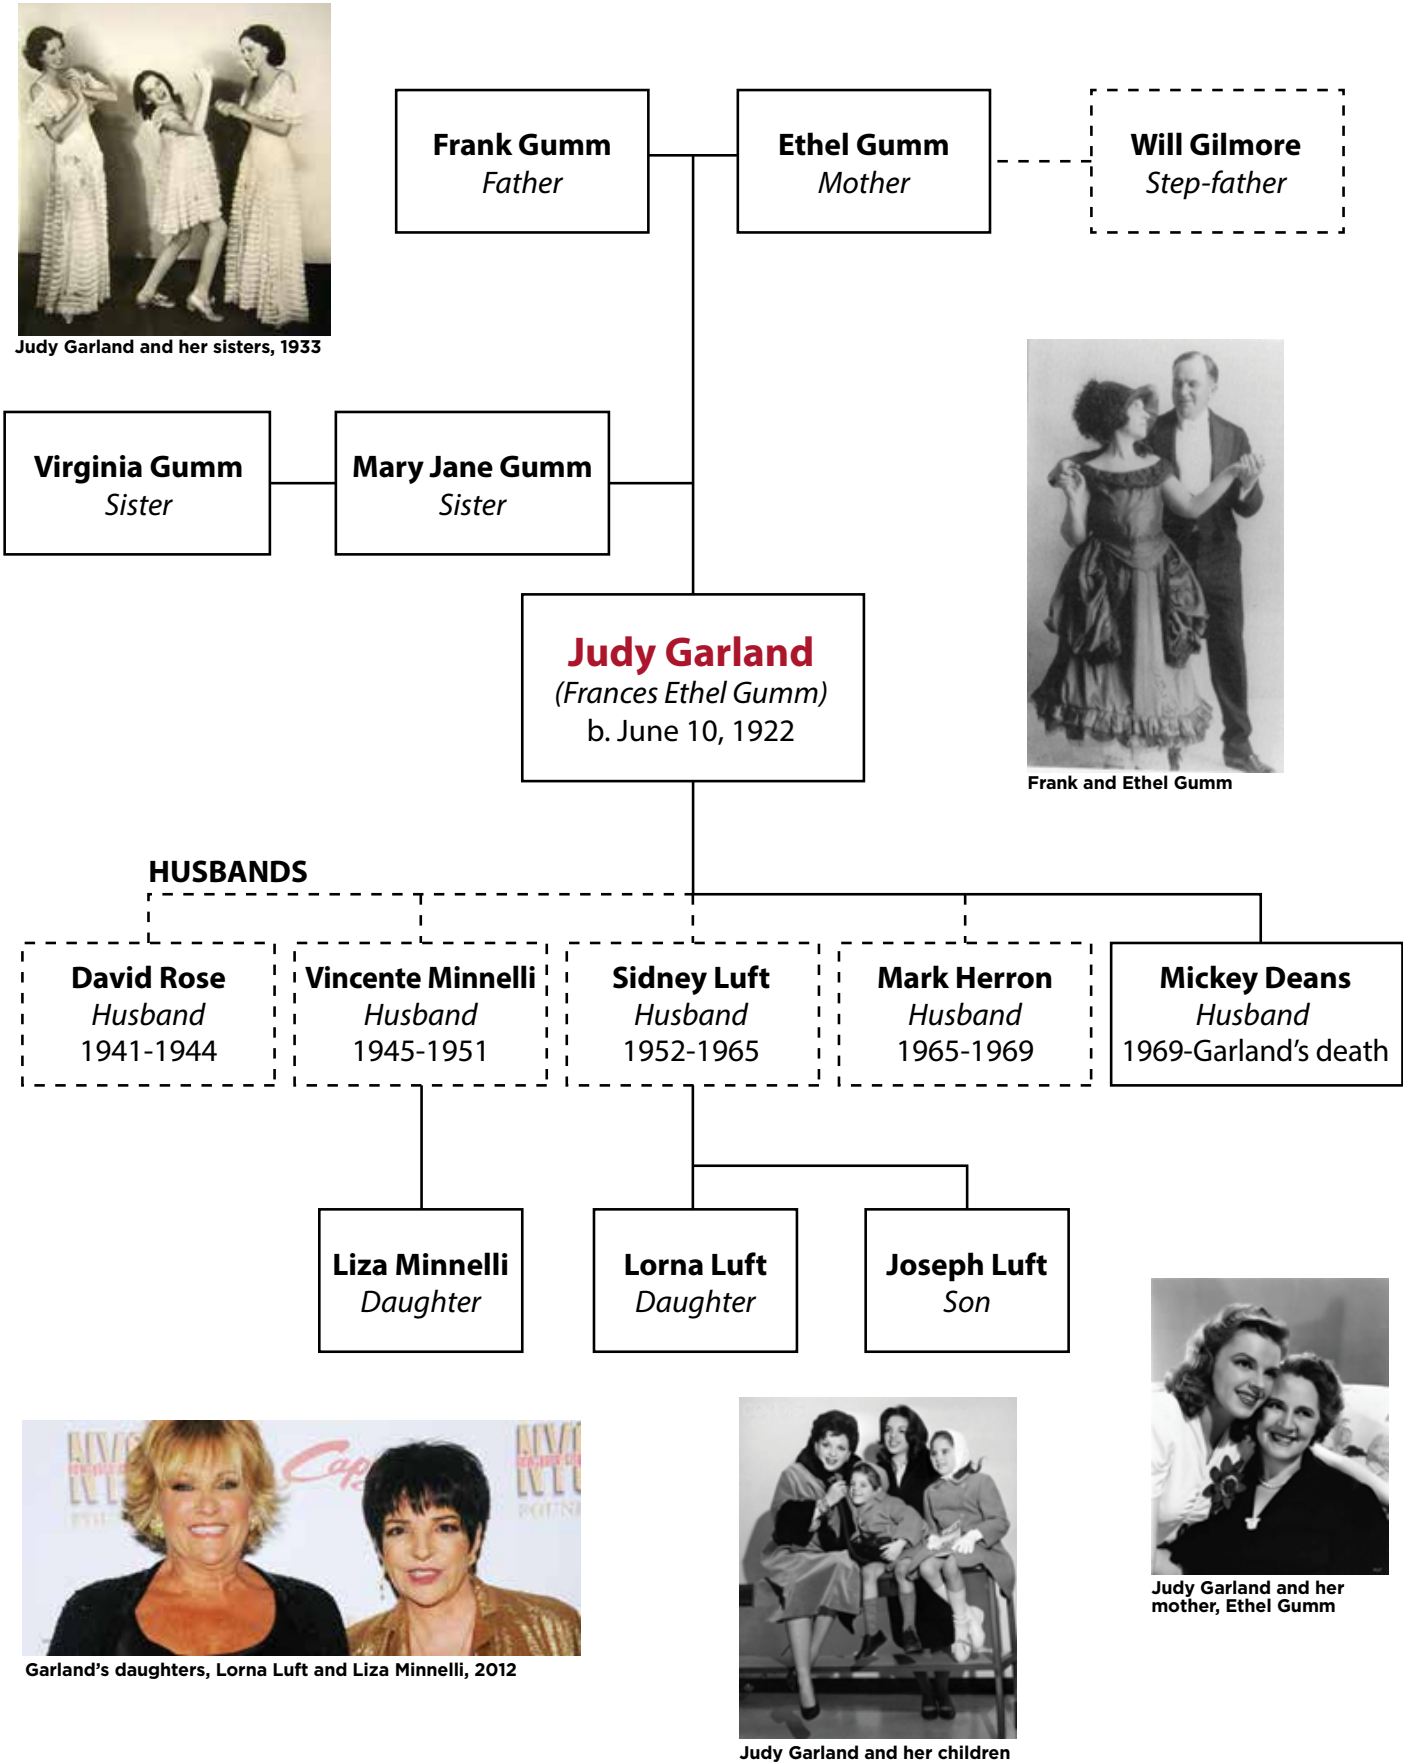 Frank Gumm
Father
Ethel Gumm
Mother
Will Gilmore
Step-father
Judy Garland and her sisters, 1933
Virginia Gumm
Sister
Mary Jane Gumm
Sister
Judy Garland
(Frances Ethel Gumm)
b. June 10, 1922
Frank and Ethel Gumm
HUSBANDS
David Rose
Husband
1941-1944
Vincente Minnelli
Husband
1945-1951
Sidney Luft
Husband
1952-1965
Mark Herron
Husband
1965-1969
Mickey Deans
Husband
1969-Garland's death
Liza Minnelli
Daughter
Lorna Luft
Daughter
Joseph Luft
Son
Judy Garland and her
mother, Ethel Gumm
Garland's daughters, Lorna Luft and Liza Minnelli, 2012
Judy Garland and her children